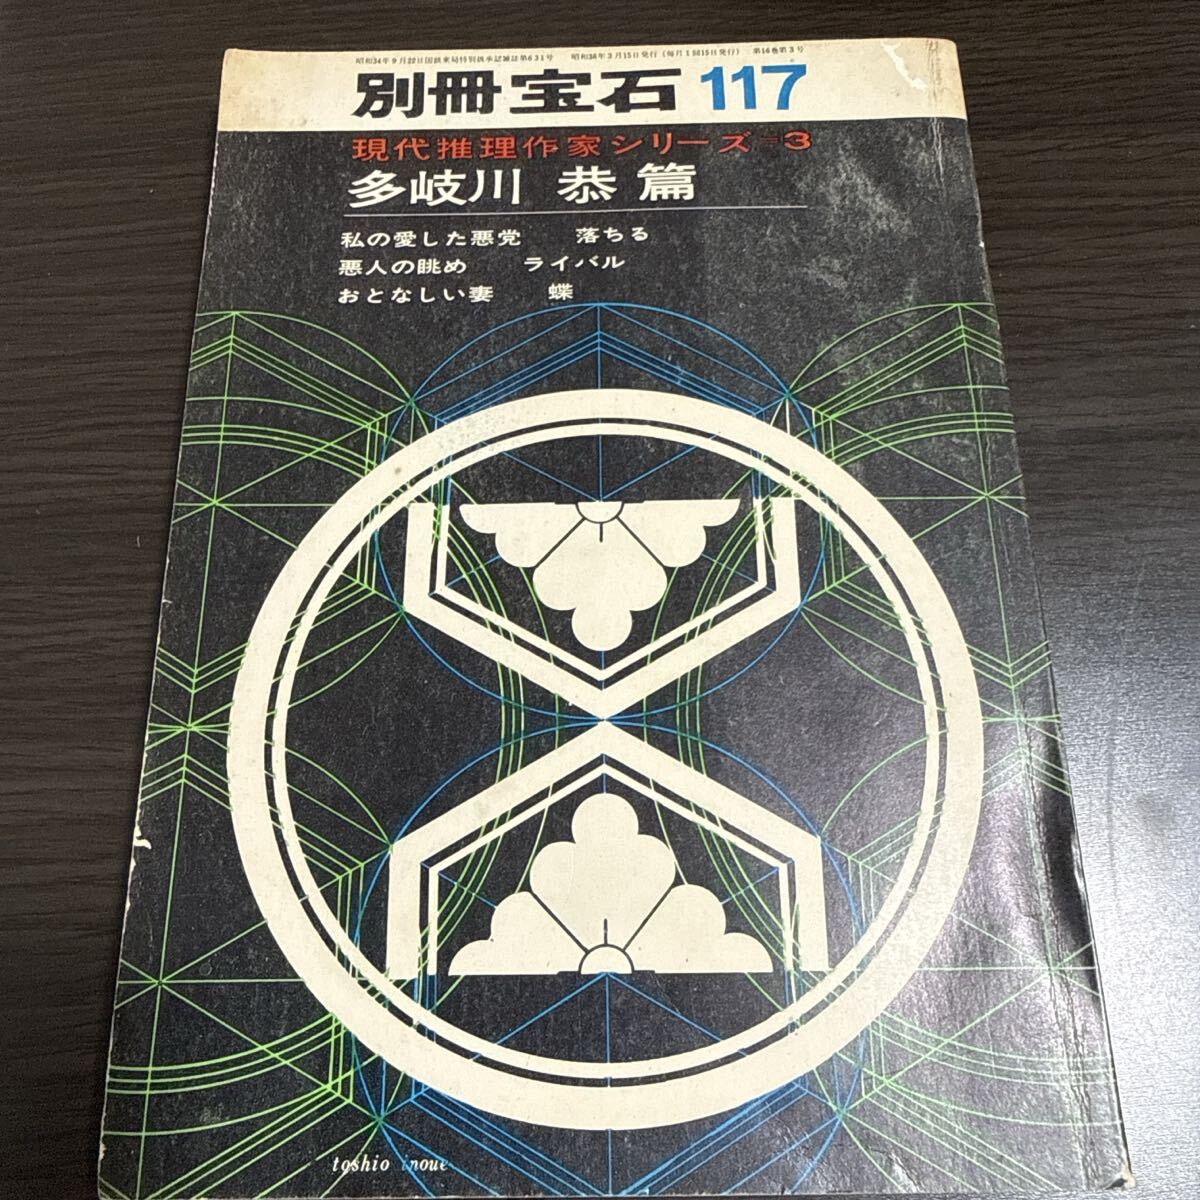 昭和34年9月22日国鉄東局特別扱承認雑誌第631号 昭和38年3月15日発行(毎月1回15日発行) 第16巻第3号
別冊宝石 117
現代推理作家シリーズ=3
多岐川 恭篇
私の愛した悪党 落ちる
悪人の眺め ライバル
おとなしい妻 蝶
toshio inoue